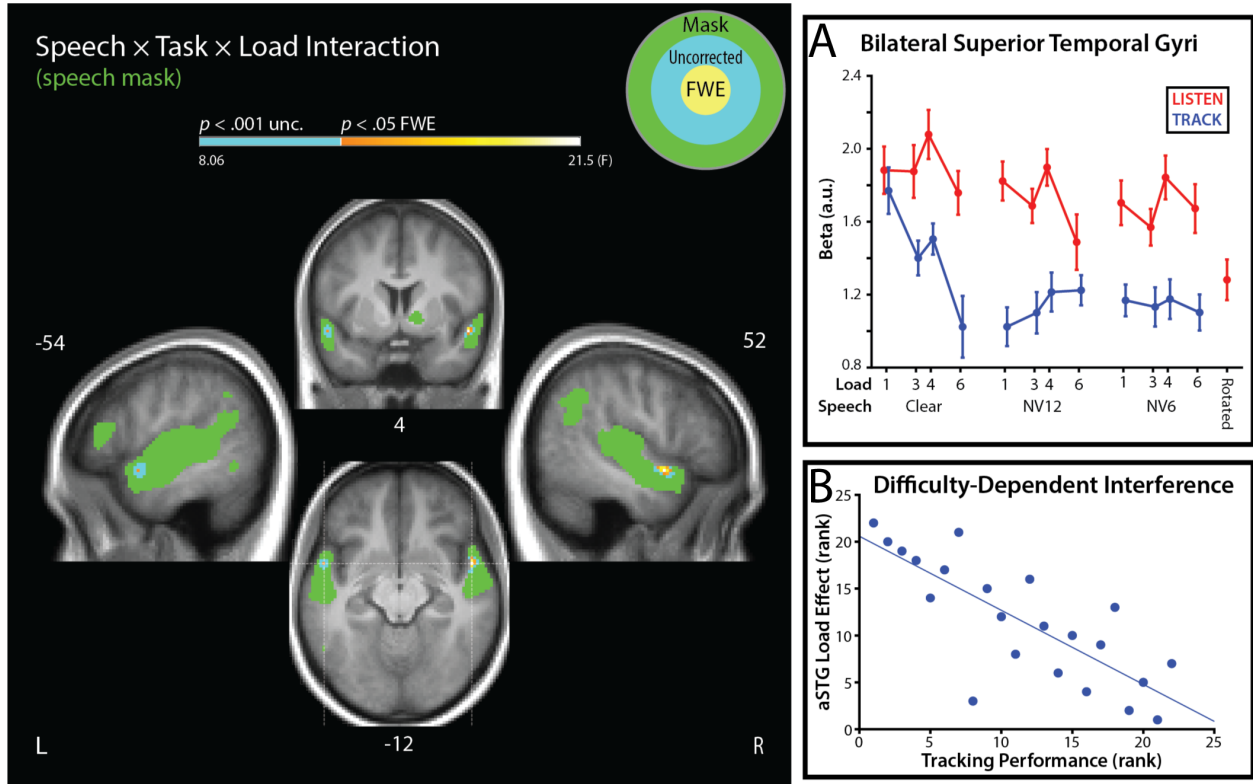 Speech × Task × Load Interaction
(speech mask)
Mask
Uncorrected
FWE
p < .001 unc.
p < .05 FWE
8.06
21.5 (F)
-54
52
4
L
-12
R
A
Bilateral Superior Temporal Gyri
LISTEN
TRACK
Beta (a.u.)
2.4
2.0
1.6
1.2
0.8
Load 1 3 4 6 1 3 4 6 1 3 4 6
Speech Clear NV12 NV6 Rotated
B
Difficulty-Dependent Interference
aSTG Load Effect (rank)
25
20
15
10
5
0
0 5 10 15 20 25
Tracking Performance (rank)